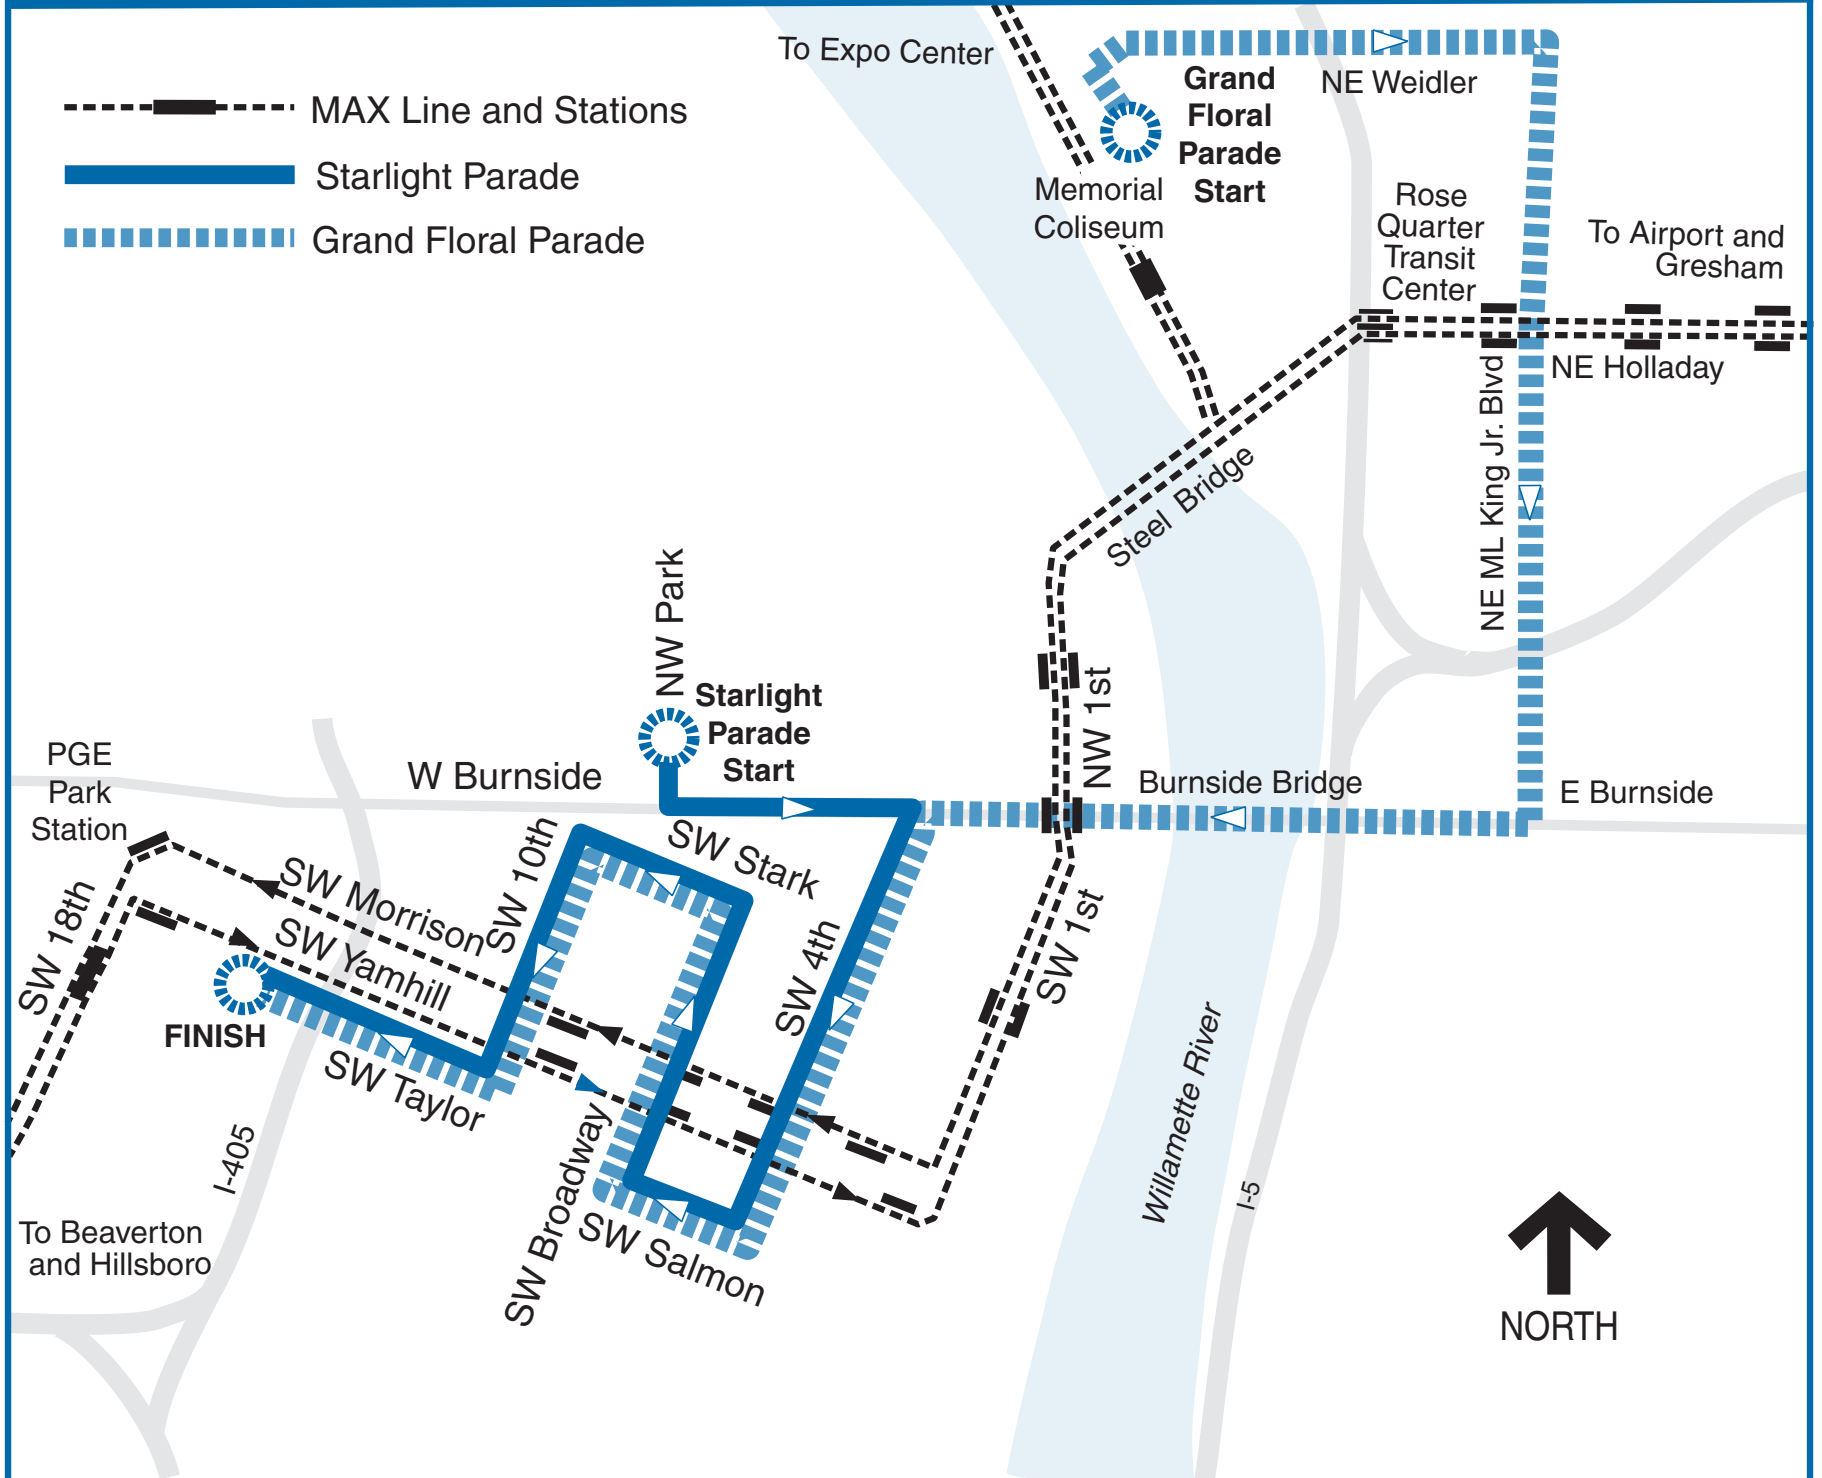 MAX Line and Stations
Starlight Parade
Grand Floral Parade
To Expo Center
Grand
Floral
Parade
Start
NE Weidler
Memorial
Coliseum
Rose
Quarter
Transit
Center
To Airport and
Gresham
NE Holladay
NE ML King Jr. Blvd
Steel Bridge
NW Park
Starlight
Parade
Start
NW 1st
Burnside Bridge
E Burnside
W Burnside
PGE
Park
Station
SW Stark
SW 10th
SW Morrison
SW Yamhill
SW 18th
SW 4th
SW 1st
FINISH
SW Taylor
I-405
SW Broadway
SW Salmon
Willamette River
I-5
To Beaverton
and Hillsboro
NORTH